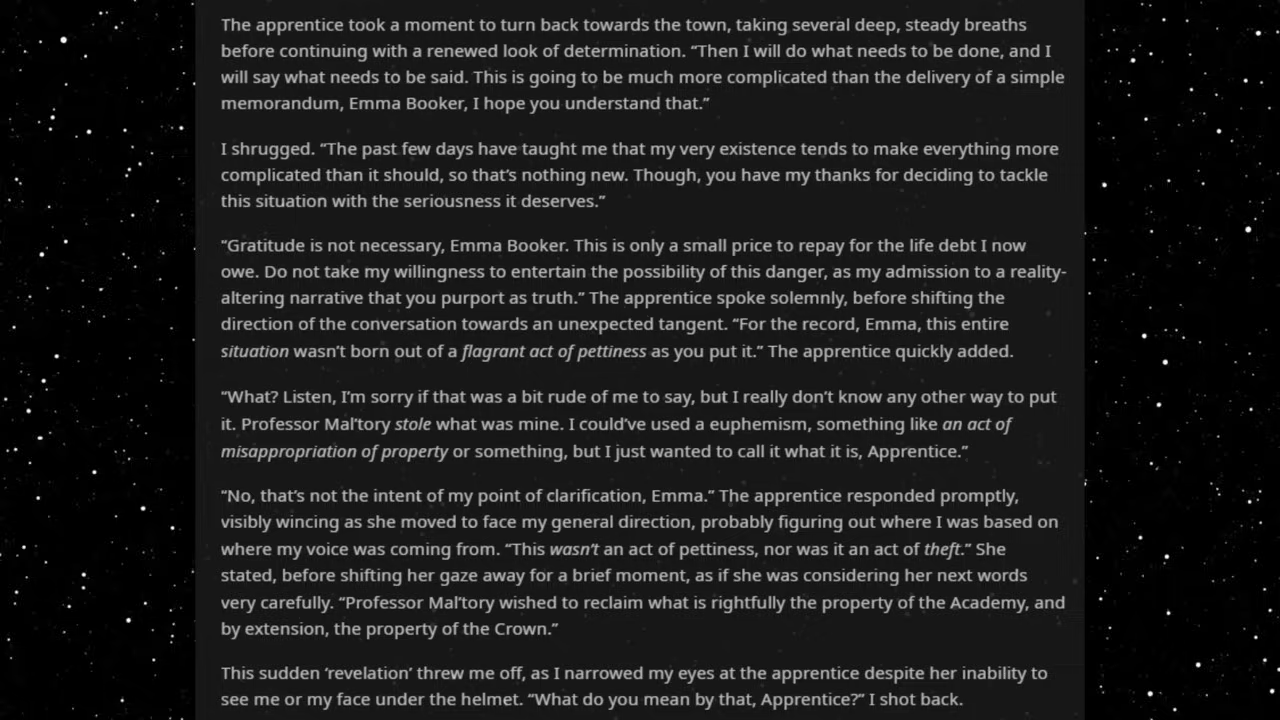 The apprentice took a moment to turn back towards the town, taking several deep, steady breaths
before continuing with a renewed look of determination. “Then I will do what needs to be done, and I
will say what needs to be said. This is going to be much more complicated than the delivery of a simple
memorandum, Emma Booker, I hope you understand that.”
I shrugged. “The past few days have taught me that my very existence tends to make everything more
complicated than it should, so that’s nothing new. Though, you have my thanks for deciding to tackle
this situation with the seriousness it deserves.”
“Gratitude is not necessary, Emma Booker. This is only a small price to repay for the life debt I now
owe. Do not take my willingness to entertain the possibility of this danger, as my admission to a reality-
altering narrative that you purport as truth.” The apprentice spoke solemnly, before shifting the
direction of the conversation towards an unexpected tangent. “For the record, Emma, this entire
situation wasn’t born out of a flagrant act of pettiness as you put it.” The apprentice quickly added.
“What? Listen, I’m sorry if that was a bit rude of me to say, but I really don’t know any other way to put
it. Professor Mal’tory stole what was mine. I could’ve used a euphemism, something like an act of
misappropriation of property or something, but I just wanted to call it what it is, Apprentice.”
“No, that’s not the intent of my point of clarification, Emma.” The apprentice responded promptly,
visibly wincing as she moved to face my general direction, probably figuring out where I was based on
where my voice was coming from. “This wasn’t an act of pettiness, nor was it an act of theft.” She
stated, before shifting her gaze away for a brief moment, as if she was considering her next words
very carefully. “Professor Mal’tory wished to reclaim what is rightfully the property of the Academy, and
by extension, the property of the Crown.”
This sudden ‘revelation’ threw me off, as I narrowed my eyes at the apprentice despite her inability to
see me or my face under the helmet. “What do you mean by that, Apprentice?” I shot back.